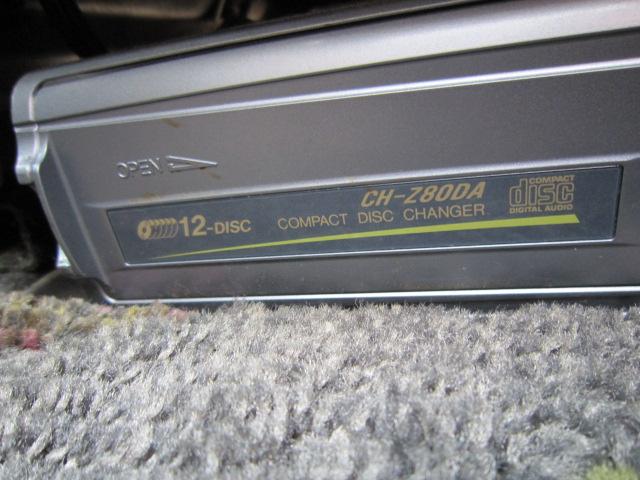 OPEN
CH-Z80DA
12-DISC COMPACT DISC CHANGER
COMPACT
disc
DIGITAL AUDIO